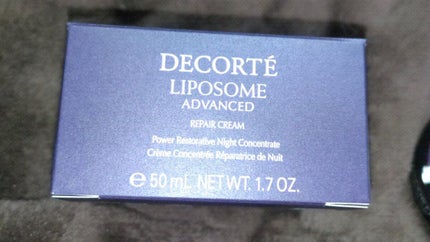 DECORTÉ
LIPOSOME
ADVANCED
REPAIR CREAM
Power Restorative Night Concentrate
Crème Concentrée Réparatrice de Nuit
℮ 50 mL NET WT. 1.7 OZ.